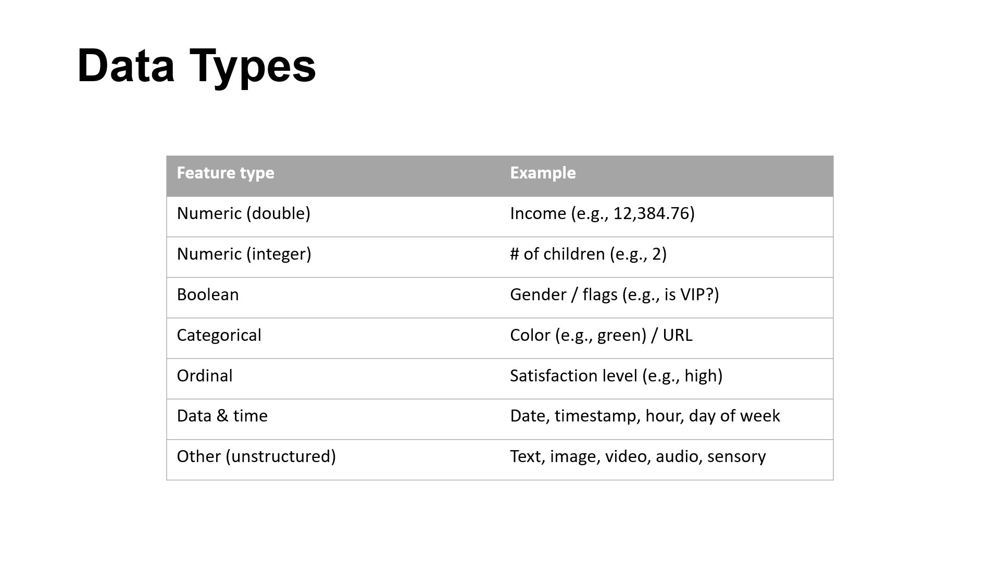 Data Types
Feature type Example
Numeric (double) Income (e.g., 12,384.76)
Numeric (integer) # of children (e.g., 2)
Boolean Gender / flags (e.g., is VIP?)
Categorical Color (e.g., green) / URL
Ordinal Satisfaction level (e.g., high)
Data & time Date, timestamp, hour, day of week
Other (unstructured) Text, image, video, audio, sensory